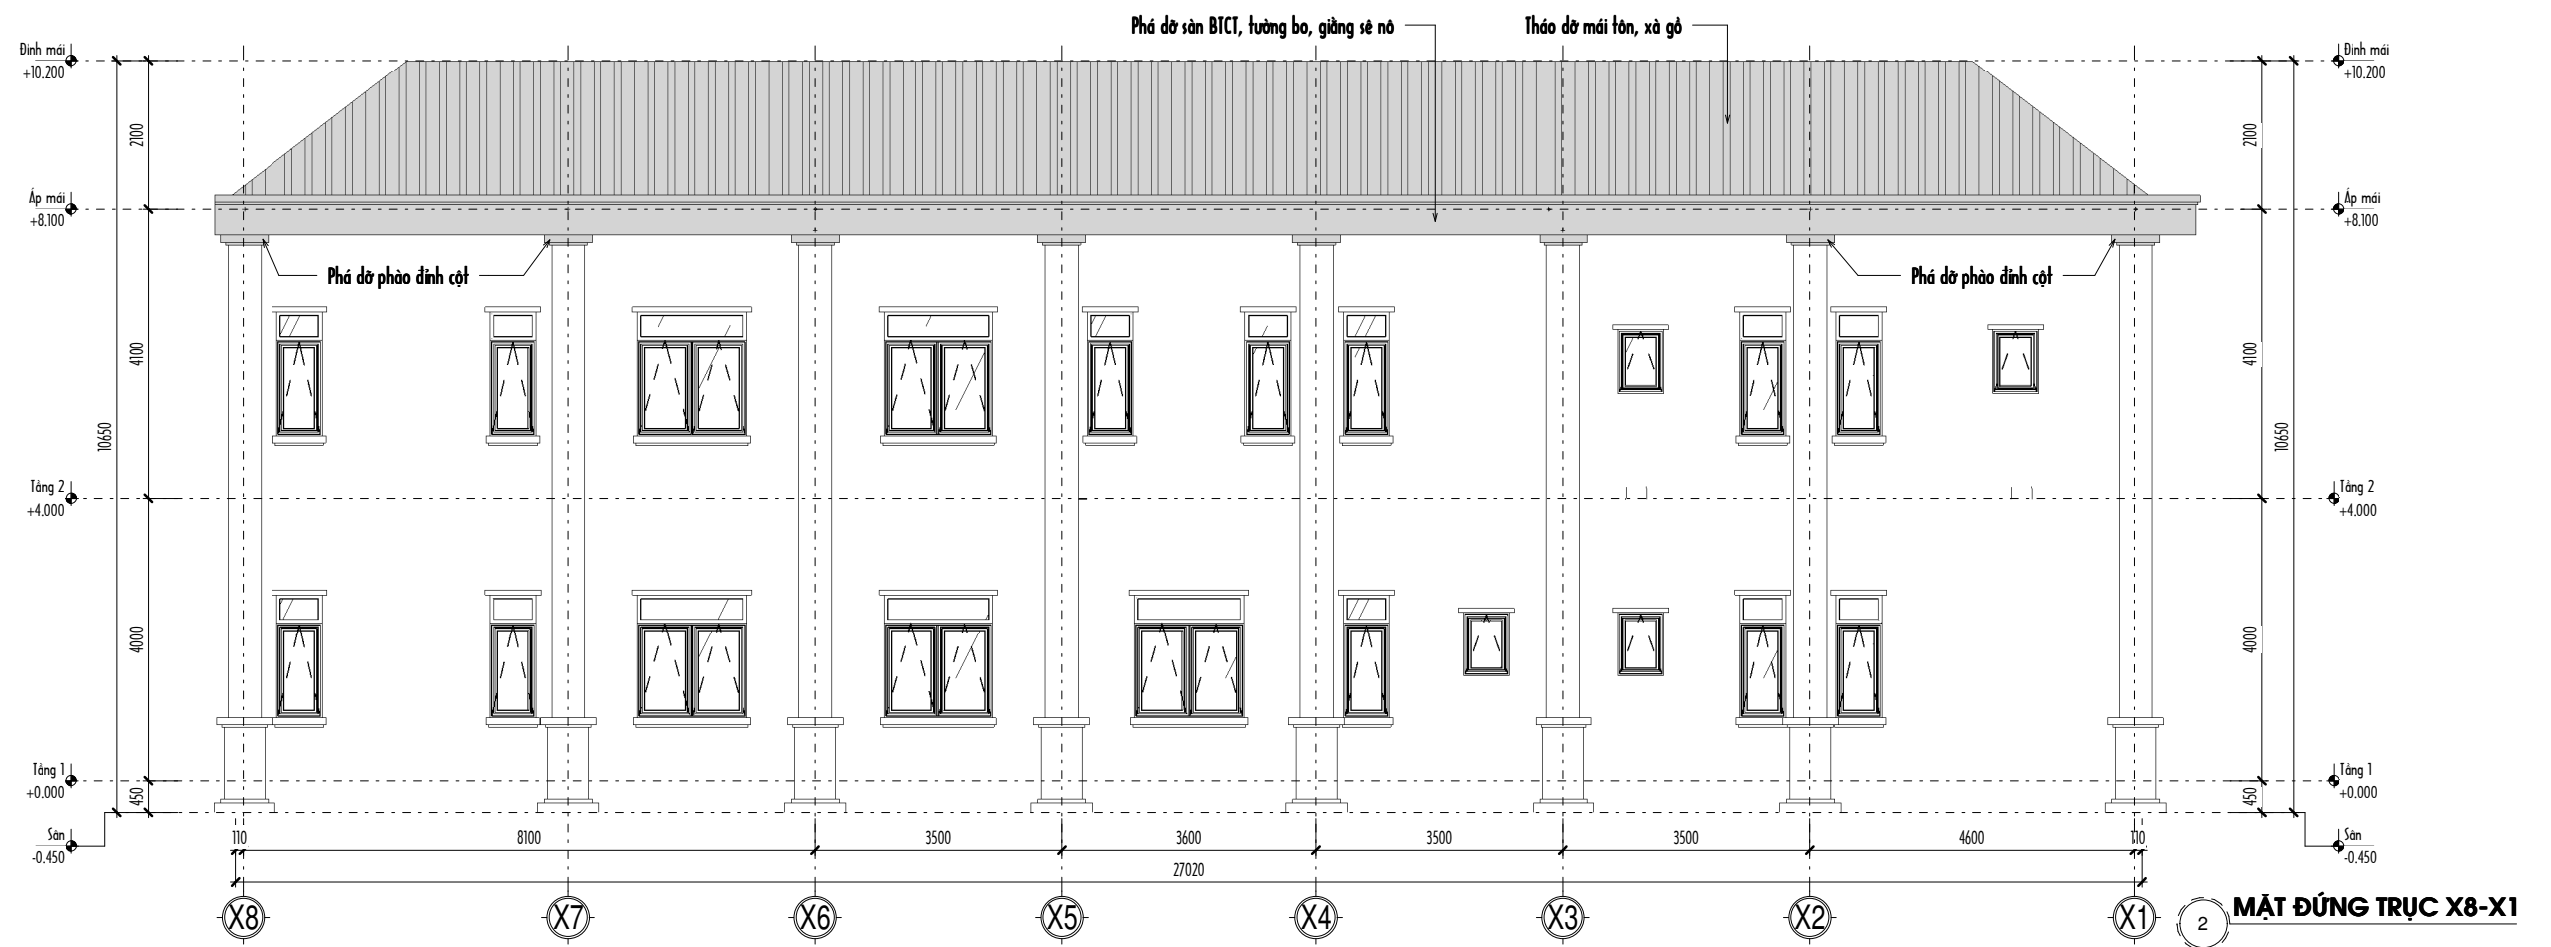 Phá dỡ sàn BTCT, tường bo, giằng sê nô
Tháo dỡ mái tôn, xà gồ
Đỉnh mái
+10.200
Đỉnh mái
+10.200
2100
2100
Áp mái
+8.100
Áp mái
+8.100
Phá dỡ phào đỉnh cột
Phá dỡ phào đỉnh cột
4100
4100
10650
10650
Tầng 2
+4.000
Tầng 2
+4.000
4000
4000
Tầng 1
+0.000
Tầng 1
+0.000
450
450
Sân
-0.450
Sân
-0.450
110
8100
3500
3600
3500
3500
4600
110
27020
X8
X7
X6
X5
X4
X3
X2
X1
2
MẶT ĐỨNG TRỤC X8-X1